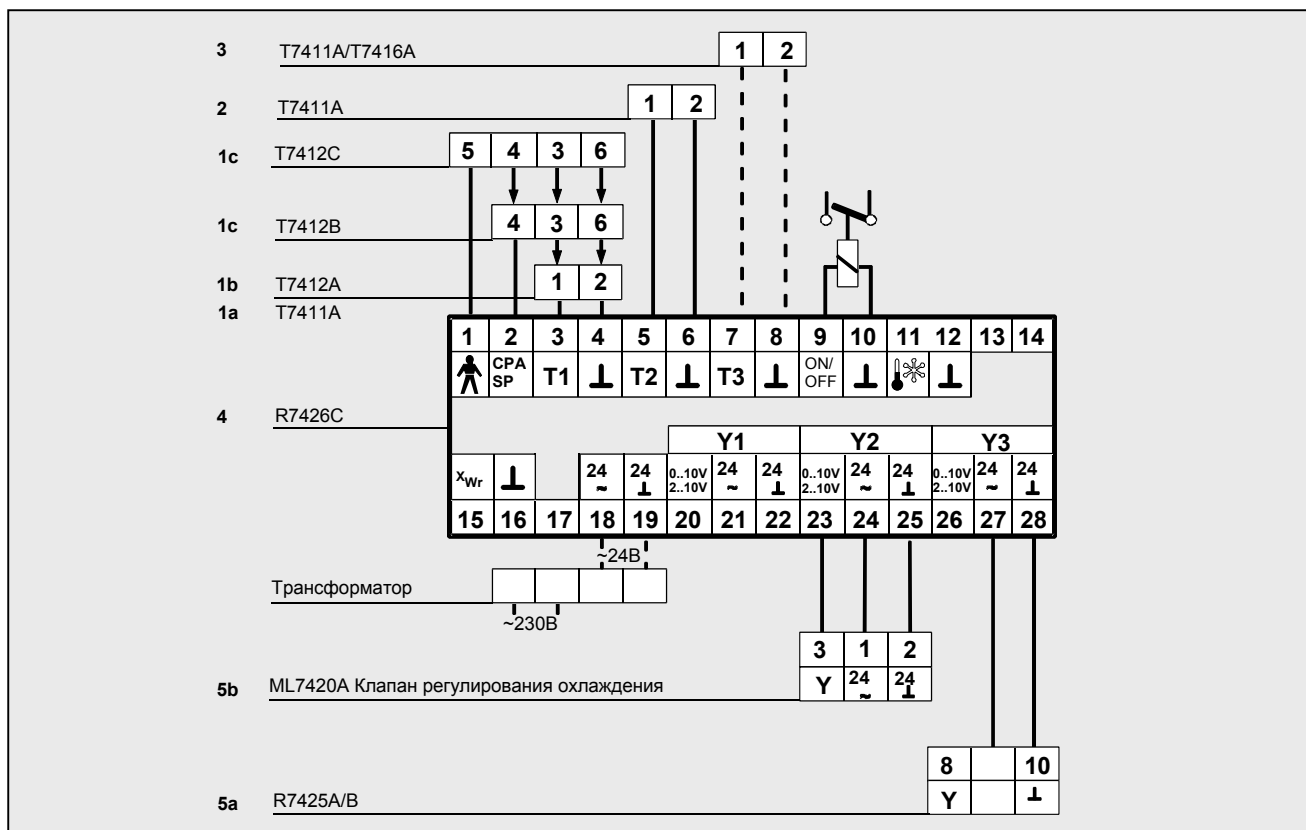 3 T7411A/T7416A 1 2
2 T7411A 1 2
1c T7412C 5 4 3 6
1c T7412B 4 3 6
1b T7412A 1 2
1a T7411A
1 2 3 4 5 6 7 8 9 10 11 12 13 14
CPA SP T1 T2 T3 ON/OFF
4 R7426C
Y1 Y2 Y3
XWr 24 ~ 24 0..10V 2..10V 24 ~ 24 0..10V 2..10V 24 ~ 24 0..10V 2..10V 24 ~ 24
15 16 17 18 19 20 21 22 23 24 25 26 27 28
~24В
Трансформатор
~230В
3 1 2
5b ML7420A Клапан регулирования охлаждения Y 24 ~ 24
8 10
5a R7425A/B Y